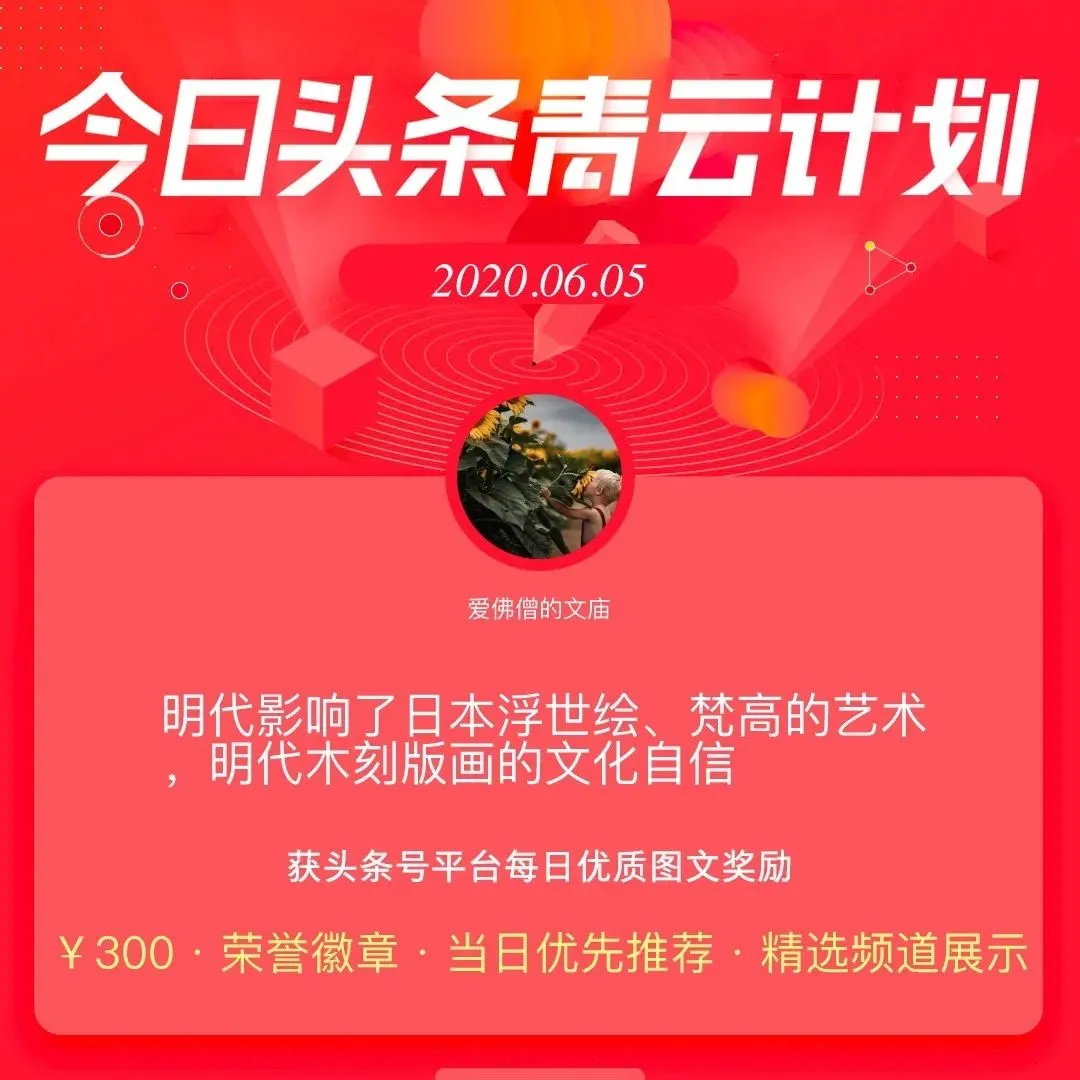 今日头条青云计划
2020.06.05
爱佛僧的文庙
明代影响了日本浮世绘、梵高的艺术
，明代木刻版画的文化自信
获头条号平台每日优质图文奖励
￥300 · 荣誉徽章 · 当日优先推荐 · 精选频道展示